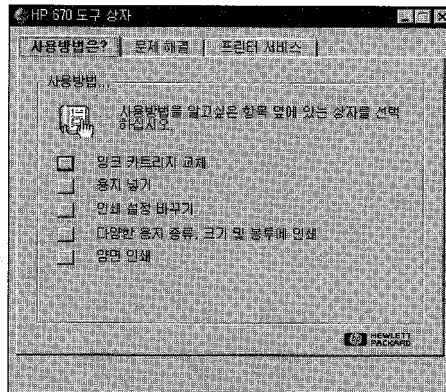 HP 670 도구 상자
사용방법은? 문제 해결 프린터 서비스
사용방법...
사용방법을 알고싶은 항목 옆에 있는 상자를 선택
하십시오.
잉크 카트리지 교체
용지 넣기
인쇄 설정 바꾸기
다양한 용지 종류, 크기 및 봉투에 인쇄
양면 인쇄
HEWLETT
PACKARD